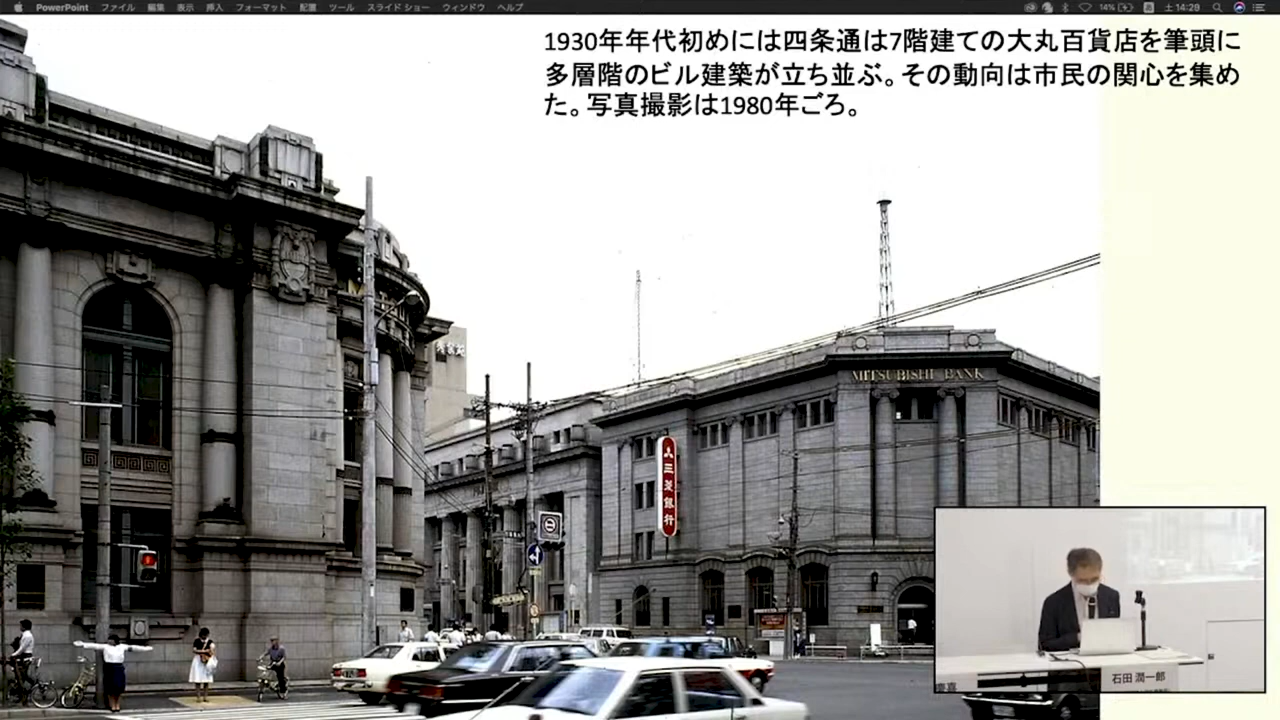 PowerPoint ファイル 編集 表示 挿入 フォーマット 配置 ツール スライド ショー ウィンドウ ヘルプ
14% あ 土 14:29
1930年年代初めには四条通は7階建ての大丸百貨店を筆頭に
多層階のビル建築が立ち並ぶ。その動向は市民の関心を集め
た。写真撮影は1980年ごろ。
MITSUBISHI BANK
三菱銀行
石田 潤一郎